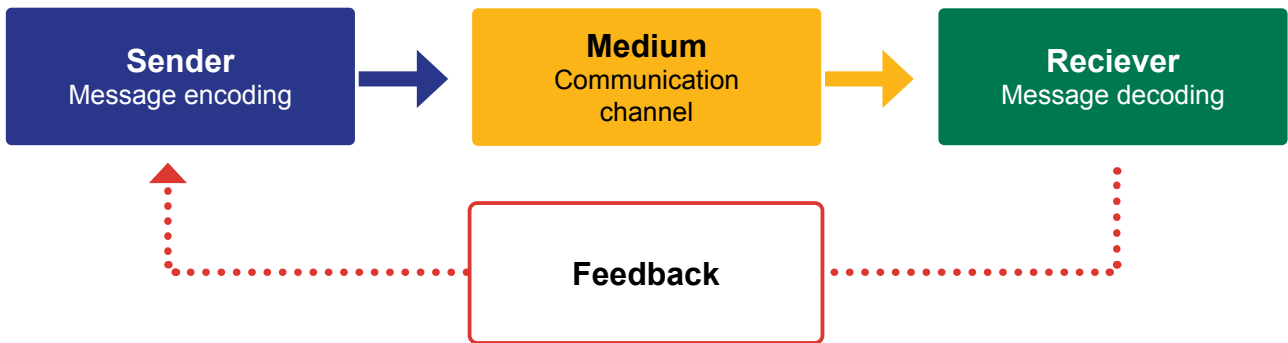 Sender
Message encoding
Medium
Communication
channel
Reciever
Message decoding
Feedback